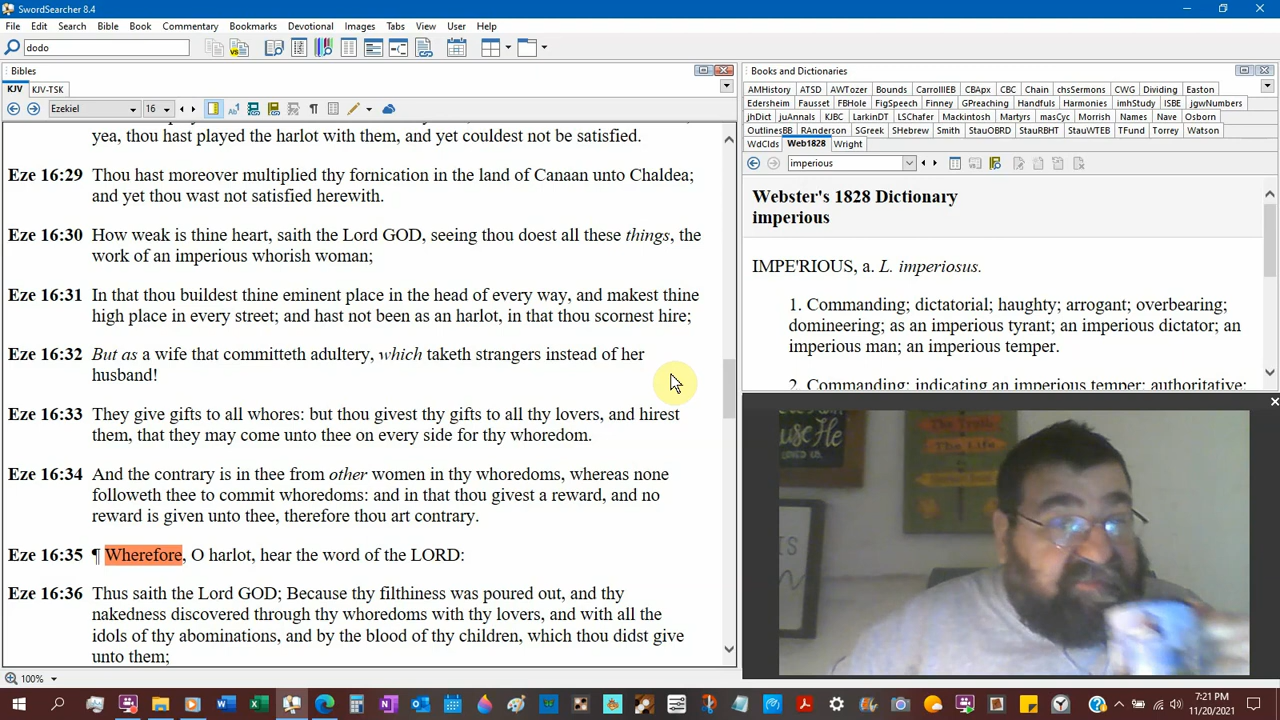 SwordSearcher 8.4
File Edit Search Bible Book Commentary Bookmarks Devotional Images Tabs View User Help
dodo
Bibles
KJV KJV-TSK
Ezekiel 16
yea, thou hast played the harlot with them, and yet couldest not be satisfied.
Eze 16:29 Thou hast moreover multiplied thy fornication in the land of Canaan unto Chaldea;
and yet thou wast not satisfied herewith.
Eze 16:30 How weak is thine heart, saith the Lord GOD, seeing thou doest all these things, the
work of an imperious whorish woman;
Eze 16:31 In that thou buildest thine eminent place in the head of every way, and makest thine
high place in every street; and hast not been as an harlot, in that thou scornest hire;
Eze 16:32 But as a wife that committeth adultery, which taketh strangers instead of her
husband!
Eze 16:33 They give gifts to all whores: but thou givest thy gifts to all thy lovers, and hirest
them, that they may come unto thee on every side for thy whoredom.
Eze 16:34 And the contrary is in thee from other women in thy whoredoms, whereas none
followeth thee to commit whoredoms: and in that thou givest a reward, and no
reward is given unto thee, therefore thou art contrary.
Eze 16:35 ¶ Wherefore, O harlot, hear the word of the LORD:
Eze 16:36 Thus saith the Lord GOD; Because thy filthiness was poured out, and thy
nakedness discovered through thy whoredoms with thy lovers, and with all the
idols of thy abominations, and by the blood of thy children, which thou didst give
unto them;
100%
Books and Dictionaries
AMHistory ATSD AWTozer Bounds CarrollEB CBApx CBC Chain chsSermons CWG Dividing Easton
Edersheim Fausset FBHole FigSpeech Finney GPreaching Handfuls Harmonies imhStudy ISBE jgwNumbers
jhDict juAnnals KJBC LarkinDT LSChafer Mackintosh Martyrs masCyc Morrish Names Nave Osborn
OutlinesBB RAnderson SGreek SHebrew Smith StauOBRD StauRBHT StauWTEB TFund Torrey Watson
WdClds Web1828 Wright
imperious
Webster's 1828 Dictionary
imperious
IMPE'RIOUS, a. L. imperiosus.
1. Commanding; dictatorial; haughty; arrogant; overbearing;
domineering; as an imperious tyrant; an imperious dictator; an
imperious man; an imperious temper.
2. Commanding; indicating an imperious temper; authoritative;
use He
LOVED US.
The Truth
The Life
IS
7:21 PM
11/20/2021